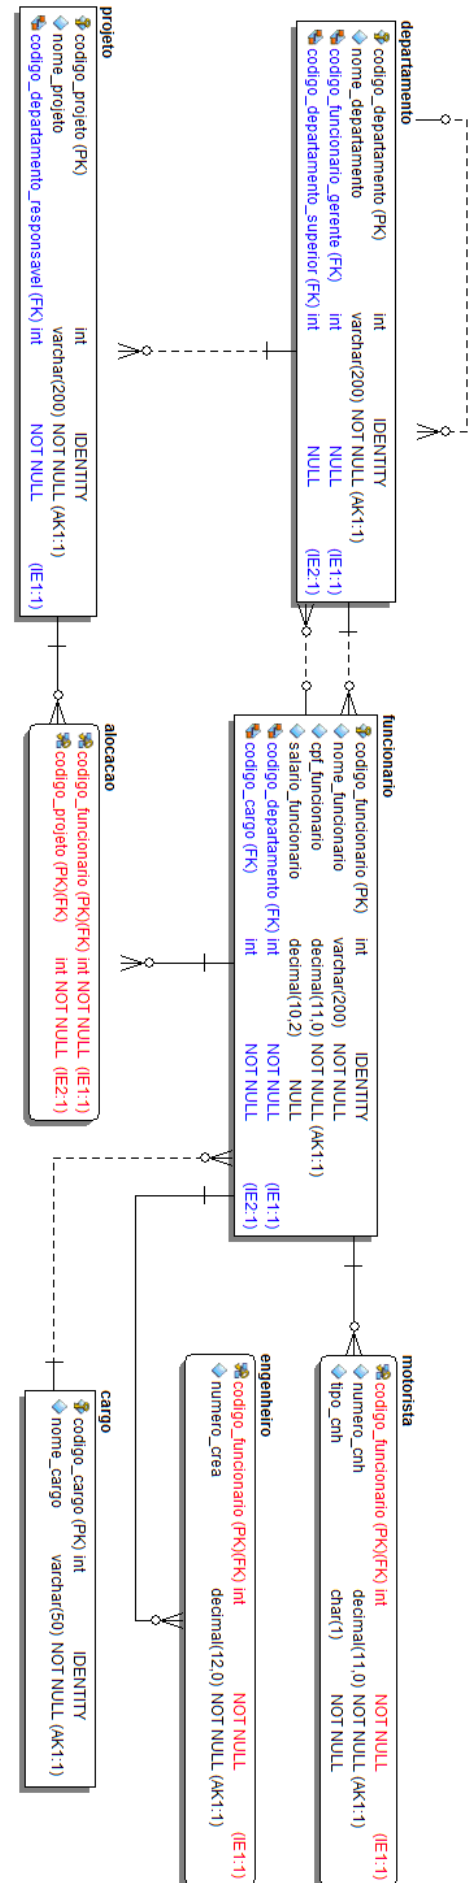 departamento
codigo_departamento (PK) int IDENTITY
nome_departamento varchar(200) NOT NULL (AK1:1)
codigo_funcionario_gerente (FK) int NULL (IE1:1)
codigo_departamento_superior (FK) int NULL (IE2:1)
funcionario
codigo_funcionario (PK) int IDENTITY
nome_funcionario varchar(200) NOT NULL
cpf_funcionario decimal(11,0) NOT NULL (AK1:1)
salario_funcionario decimal(10,2) NULL
codigo_departamento (FK) int NOT NULL (IE1:1)
codigo_cargo (FK) int NOT NULL (IE2:1)
motorista
codigo_funcionario (PK)(FK) int NOT NULL (IE1:1)
numero_cnh decimal(11,0) NOT NULL (AK1:1)
tipo_cnh char(1) NOT NULL
engenheiro
codigo_funcionario (PK)(FK) int NOT NULL (IE1:1)
numero_crea decimal(12,0) NOT NULL (AK1:1)
projeto
codigo_projeto (PK) int IDENTITY
nome_projeto varchar(200) NOT NULL (AK1:1)
codigo_departamento_responsavel (FK) int NOT NULL (IE1:1)
alocacao
codigo_funcionario (PK)(FK) int NOT NULL (IE1:1)
codigo_projeto (PK)(FK) int NOT NULL (IE2:1)
cargo
codigo_cargo (PK) int IDENTITY
nome_cargo varchar(50) NOT NULL (AK1:1)